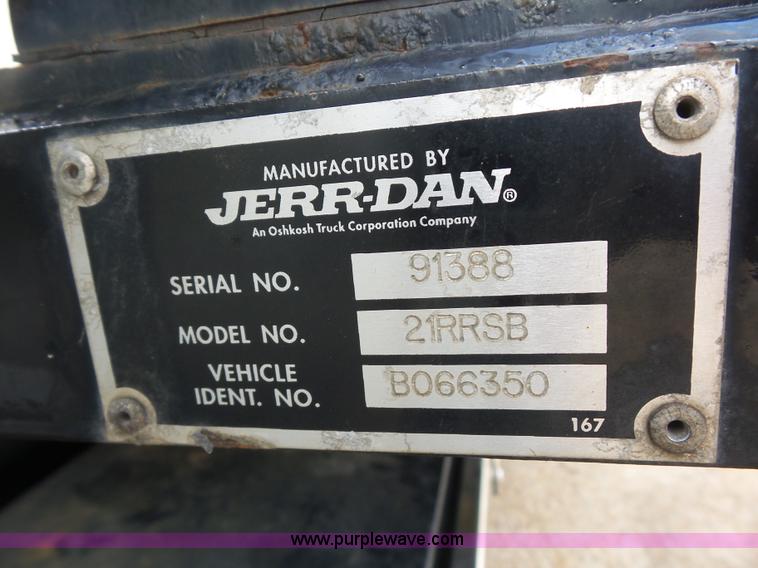 MANUFACTURED BY
JERR-DAN®
An Oshkosh Truck Corporation Company
SERIAL NO. 91388
MODEL NO. 21RRSB
VEHICLE IDENT. NO. B066350
167
www.purplewave.com